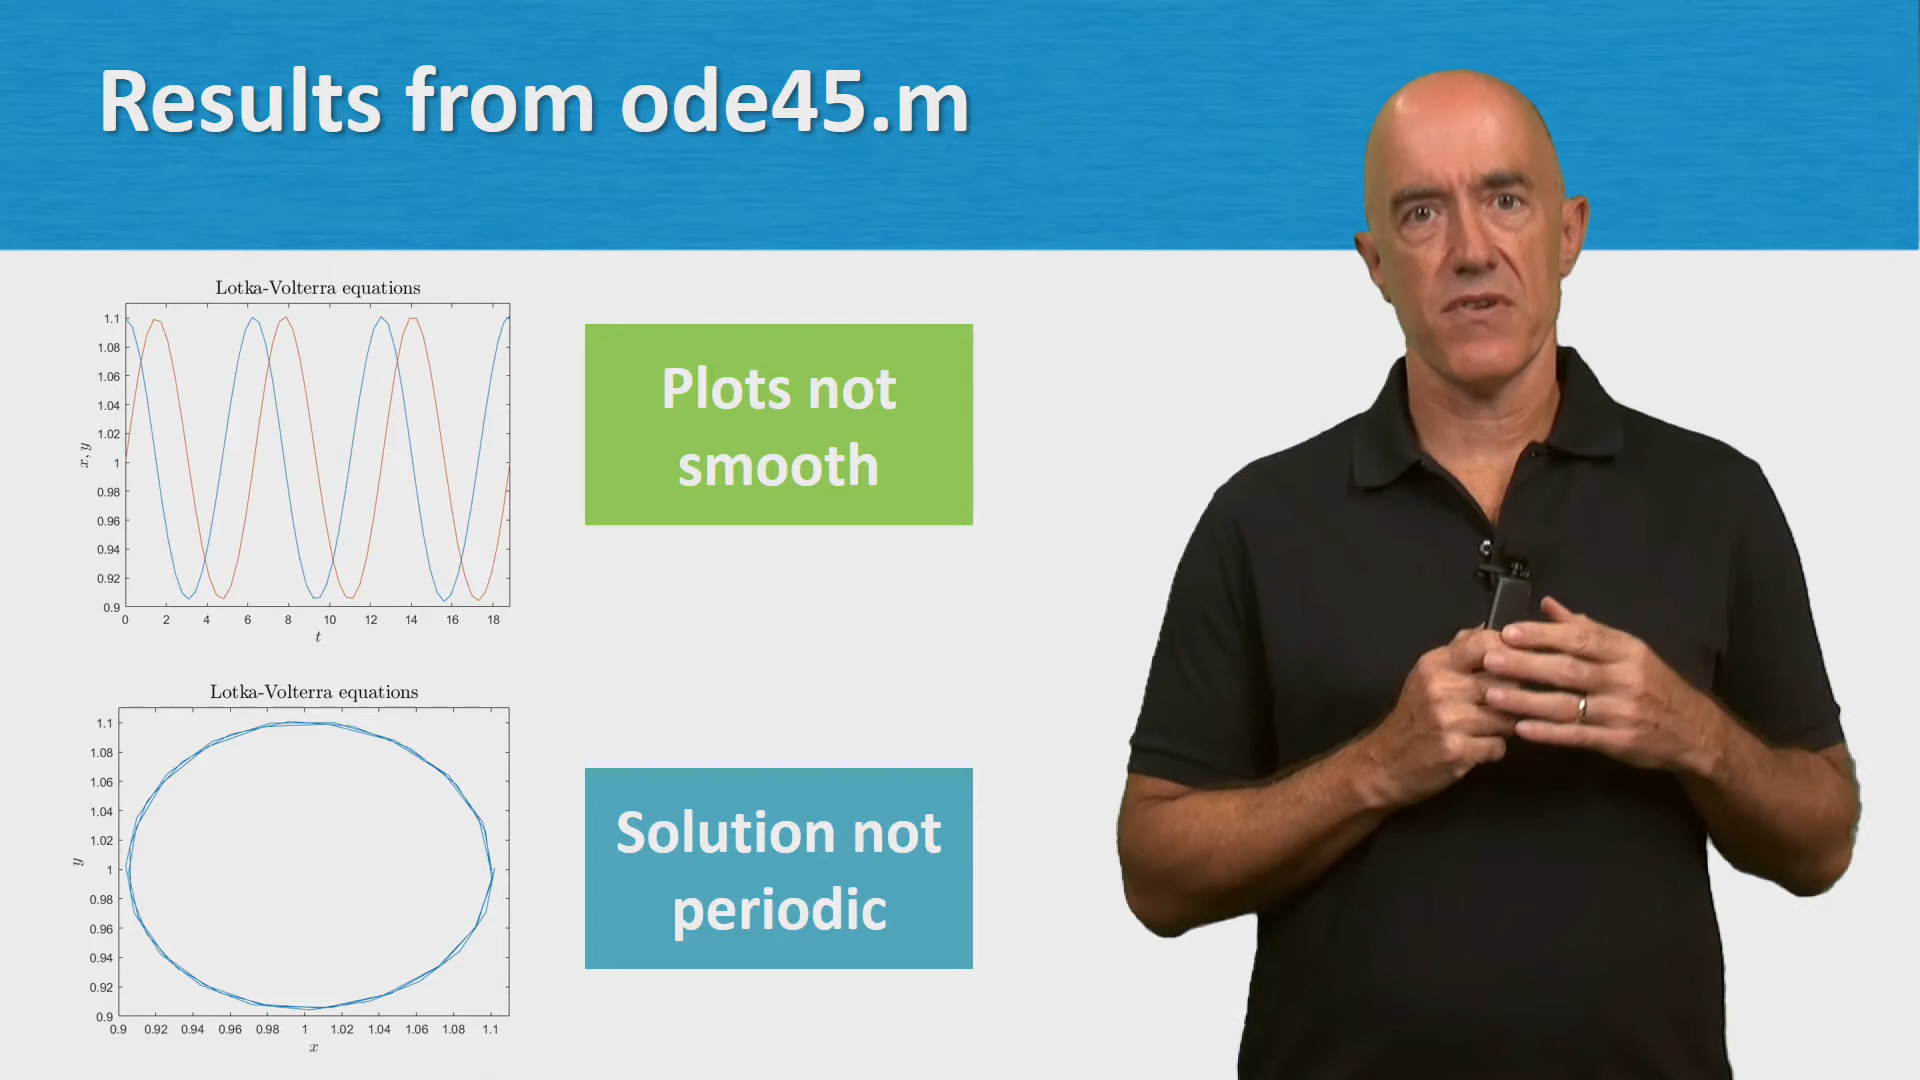 Results from ode45.m
Lotka-Volterra equations
1.1
1.08
1.06
1.04
1.02
1
0.98
0.96
0.94
0.92
0.9
x, y
0 2 4 6 8 10 12 14 16 18
t
Plots not
smooth
Lotka-Volterra equations
1.1
1.08
1.06
1.04
1.02
1
0.98
0.96
0.94
0.92
0.9
y
0.9 0.92 0.94 0.96 0.98 1 1.02 1.04 1.06 1.08 1.1
x
Solution not
periodic